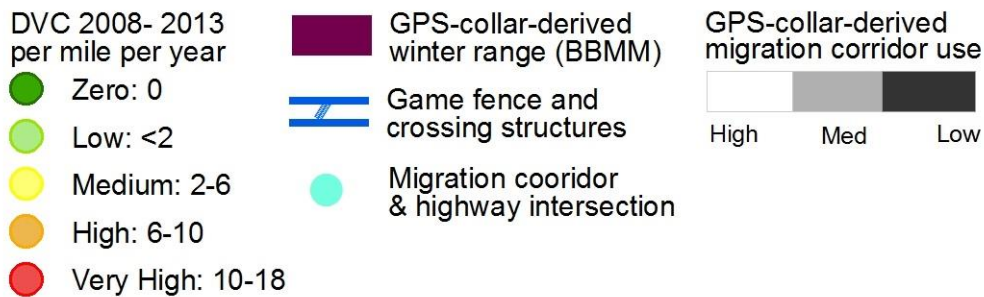 DVC 2008- 2013
per mile per year
Zero: 0
Low: <2
Medium: 2-6
High: 6-10
Very High: 10-18
GPS-collar-derived
winter range (BBMM)
Game fence and
crossing structures
Migration cooridor
& highway intersection
GPS-collar-derived
migration corridor use
High Med Low